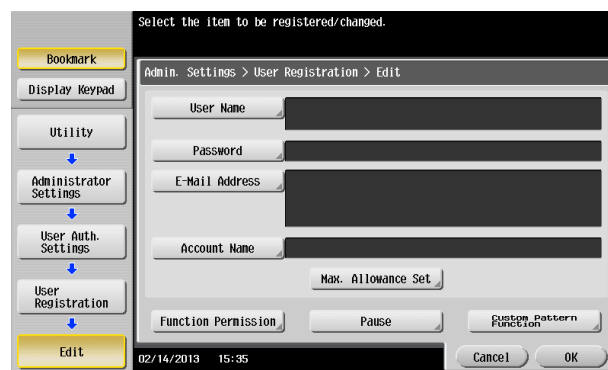 Select the item to be registered/changed.
Bookmark
Display Keypad
Utility
Administrator
Settings
User Auth.
Settings
User
Registration
Edit
Admin. Settings > User Registration > Edit
User Name
Password
E-Mail Address
Account Name
Max. Allowance Set
Function Permission
Pause
Custom Pattern
Function
02/14/2013 15:35
Cancel
OK